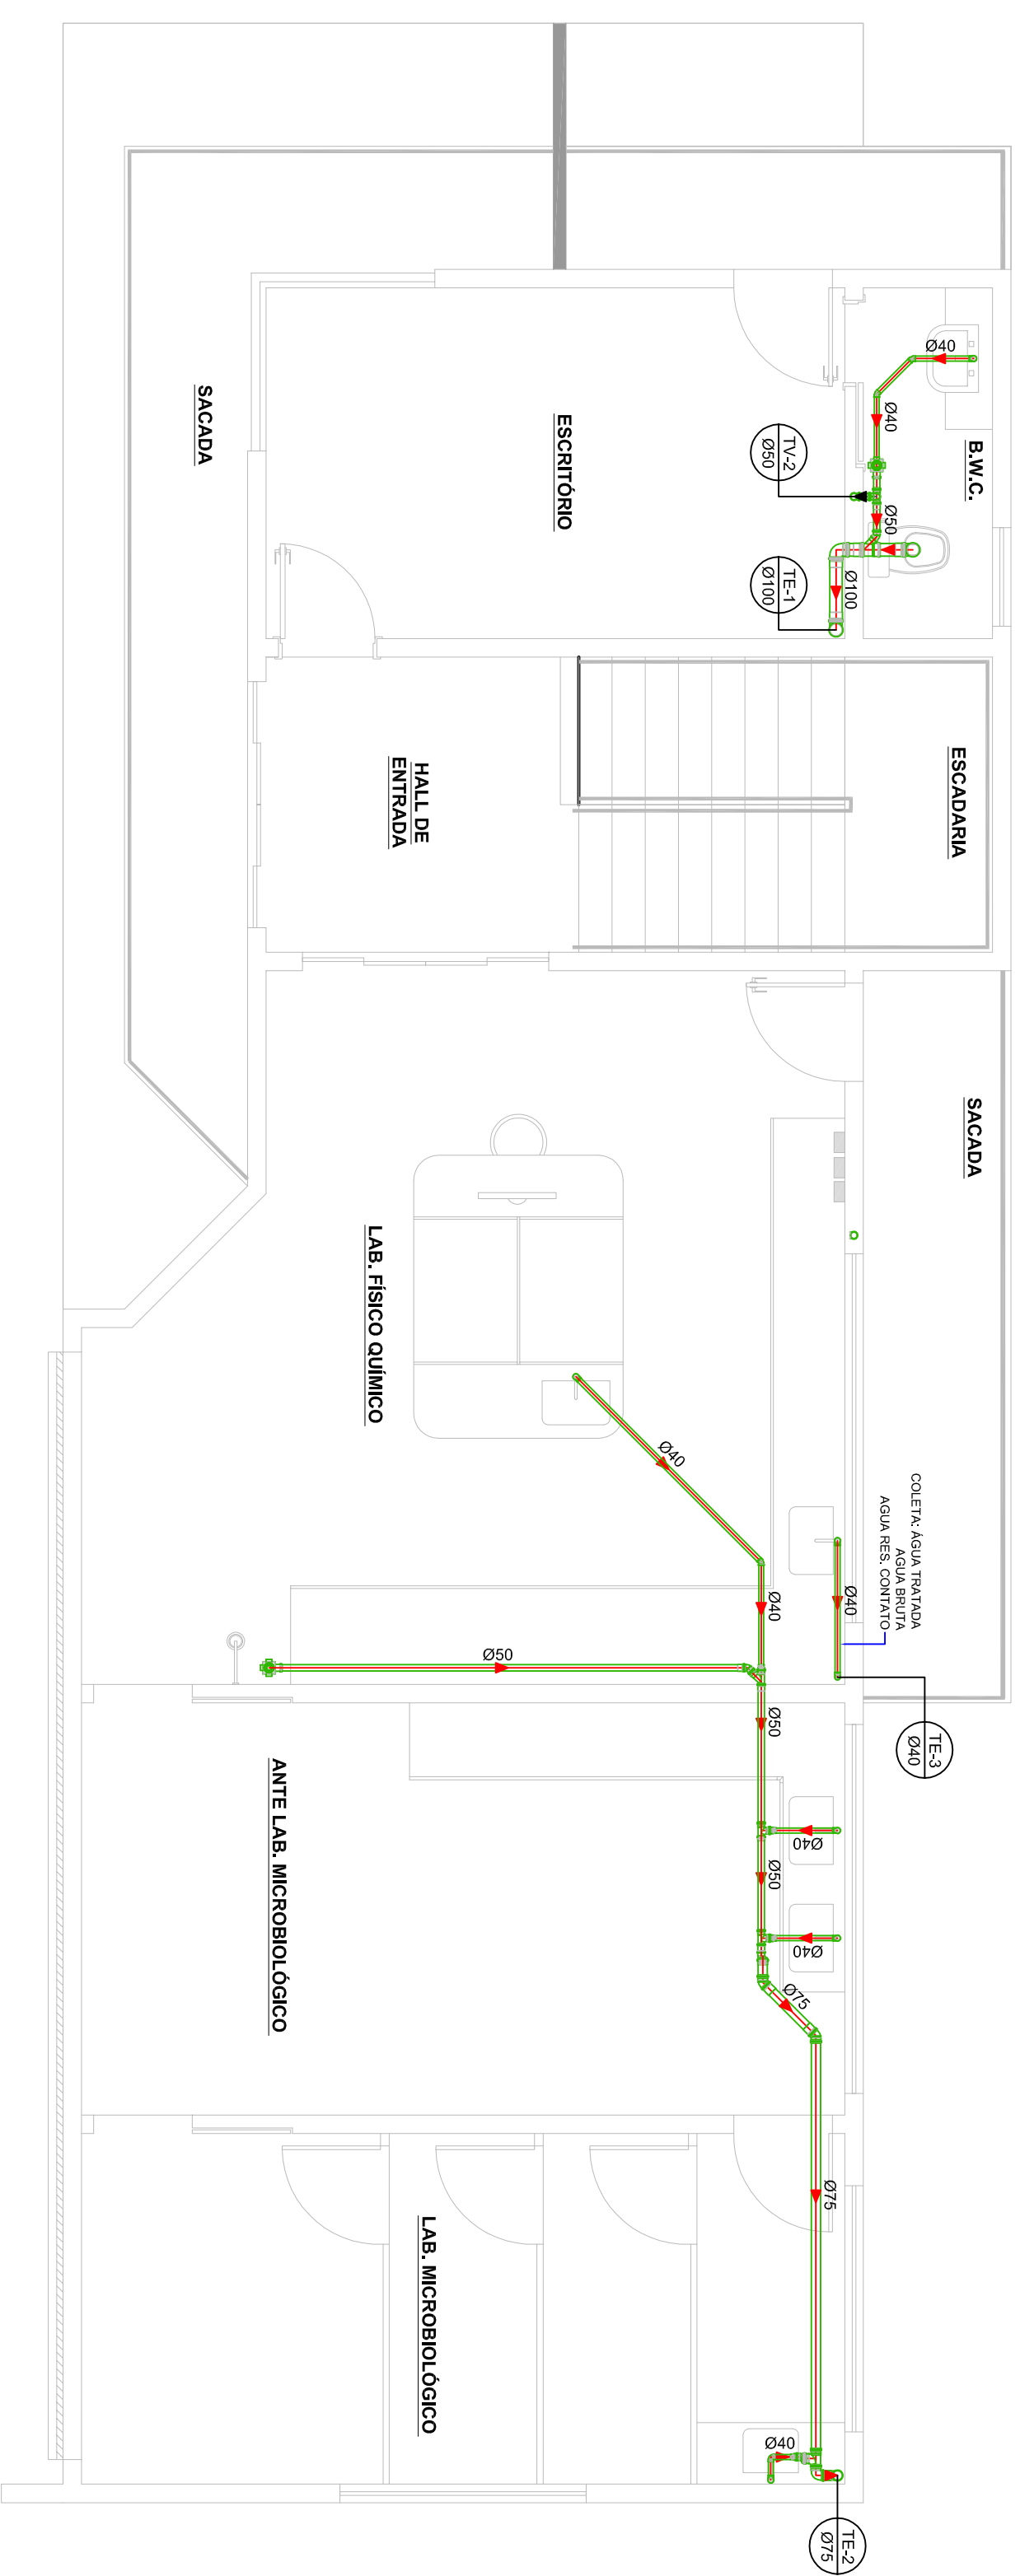 Ø40
B.W.C.
Ø40
TV-2
Ø50
Ø50
TE-1
Ø100
Ø100
ESCRITÓRIO
SACADA
HALL DE
ENTRADA
ESCADARIA
SACADA
LAB. FÍSICO QUÍMICO
COLETA: ÁGUA TRATADA
AGUA BRUTA
AGUA RES. CONTATO
Ø40
Ø40
Ø40
Ø50
TE-3
Ø40
Ø50
Ø40
Ø50
Ø40
Ø75
ANTE LAB. MICROBIOLÓGICO
Ø75
LAB. MICROBIOLÓGICO
Ø40
TE-2
Ø75